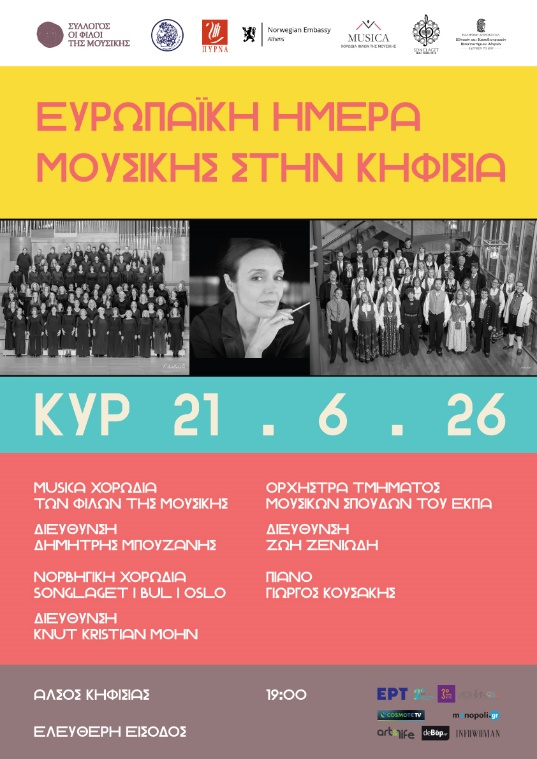 ΣΥΛΛΟΓΟΣ
ΟΙ ΦΙΛΟΙ
ΤΗΣ ΜΟΥΣΙΚΗΣ
ΠΥΡΝΑ
Norwegian Embassy
Athens
MUSICA
ΕΥΡΩΠΑΪΚΗ ΗΜΕΡΑ
ΜΟΥΣΙΚΗΣ ΣΤΗΝ ΚΗΦΙΣΙΑ
ΚΥΡ 21 . 6 . 26
MUSICA ΧΟΡΩΔΙΑ
ΤΩΝ ΦΙΛΩΝ ΤΗΣ ΜΟΥΣΙΚΗΣ
ΔΙΕΥΘΥΝΣΗ
ΔΗΜΗΤΡΗΣ ΜΠΟΥΖΑΝΗΣ
ΝΟΡΒΗΓΙΚΗ ΧΟΡΩΔΙΑ
SONGLAGET I BUL I OSLO
ΔΙΕΥΘΥΝΣΗ
KNUT KRISTIAN MOHN
ΟΡΧΗΣΤΡΑ ΤΜΗΜΑΤΟΣ
ΜΟΥΣΙΚΩΝ ΣΠΟΥΔΩΝ ΤΟΥ ΕΚΠΑ
ΔΙΕΥΘΥΝΣΗ
ΖΩΗ ΖΕΝΙΩΔΗ
ΠΙΑΝΟ
ΓΙΩΡΓΟΣ ΚΟΥΣΑΚΗΣ
ΑΛΣΟΣ ΚΗΦΙΣΙΑΣ
19:00
ΕΛΕΥΘΕΡΗ ΕΙΣΟΔΟΣ
ΕΡΤ
COSMOTE TV
monopoli.gr
art&life
deBόp.gr
INFOWOMAN